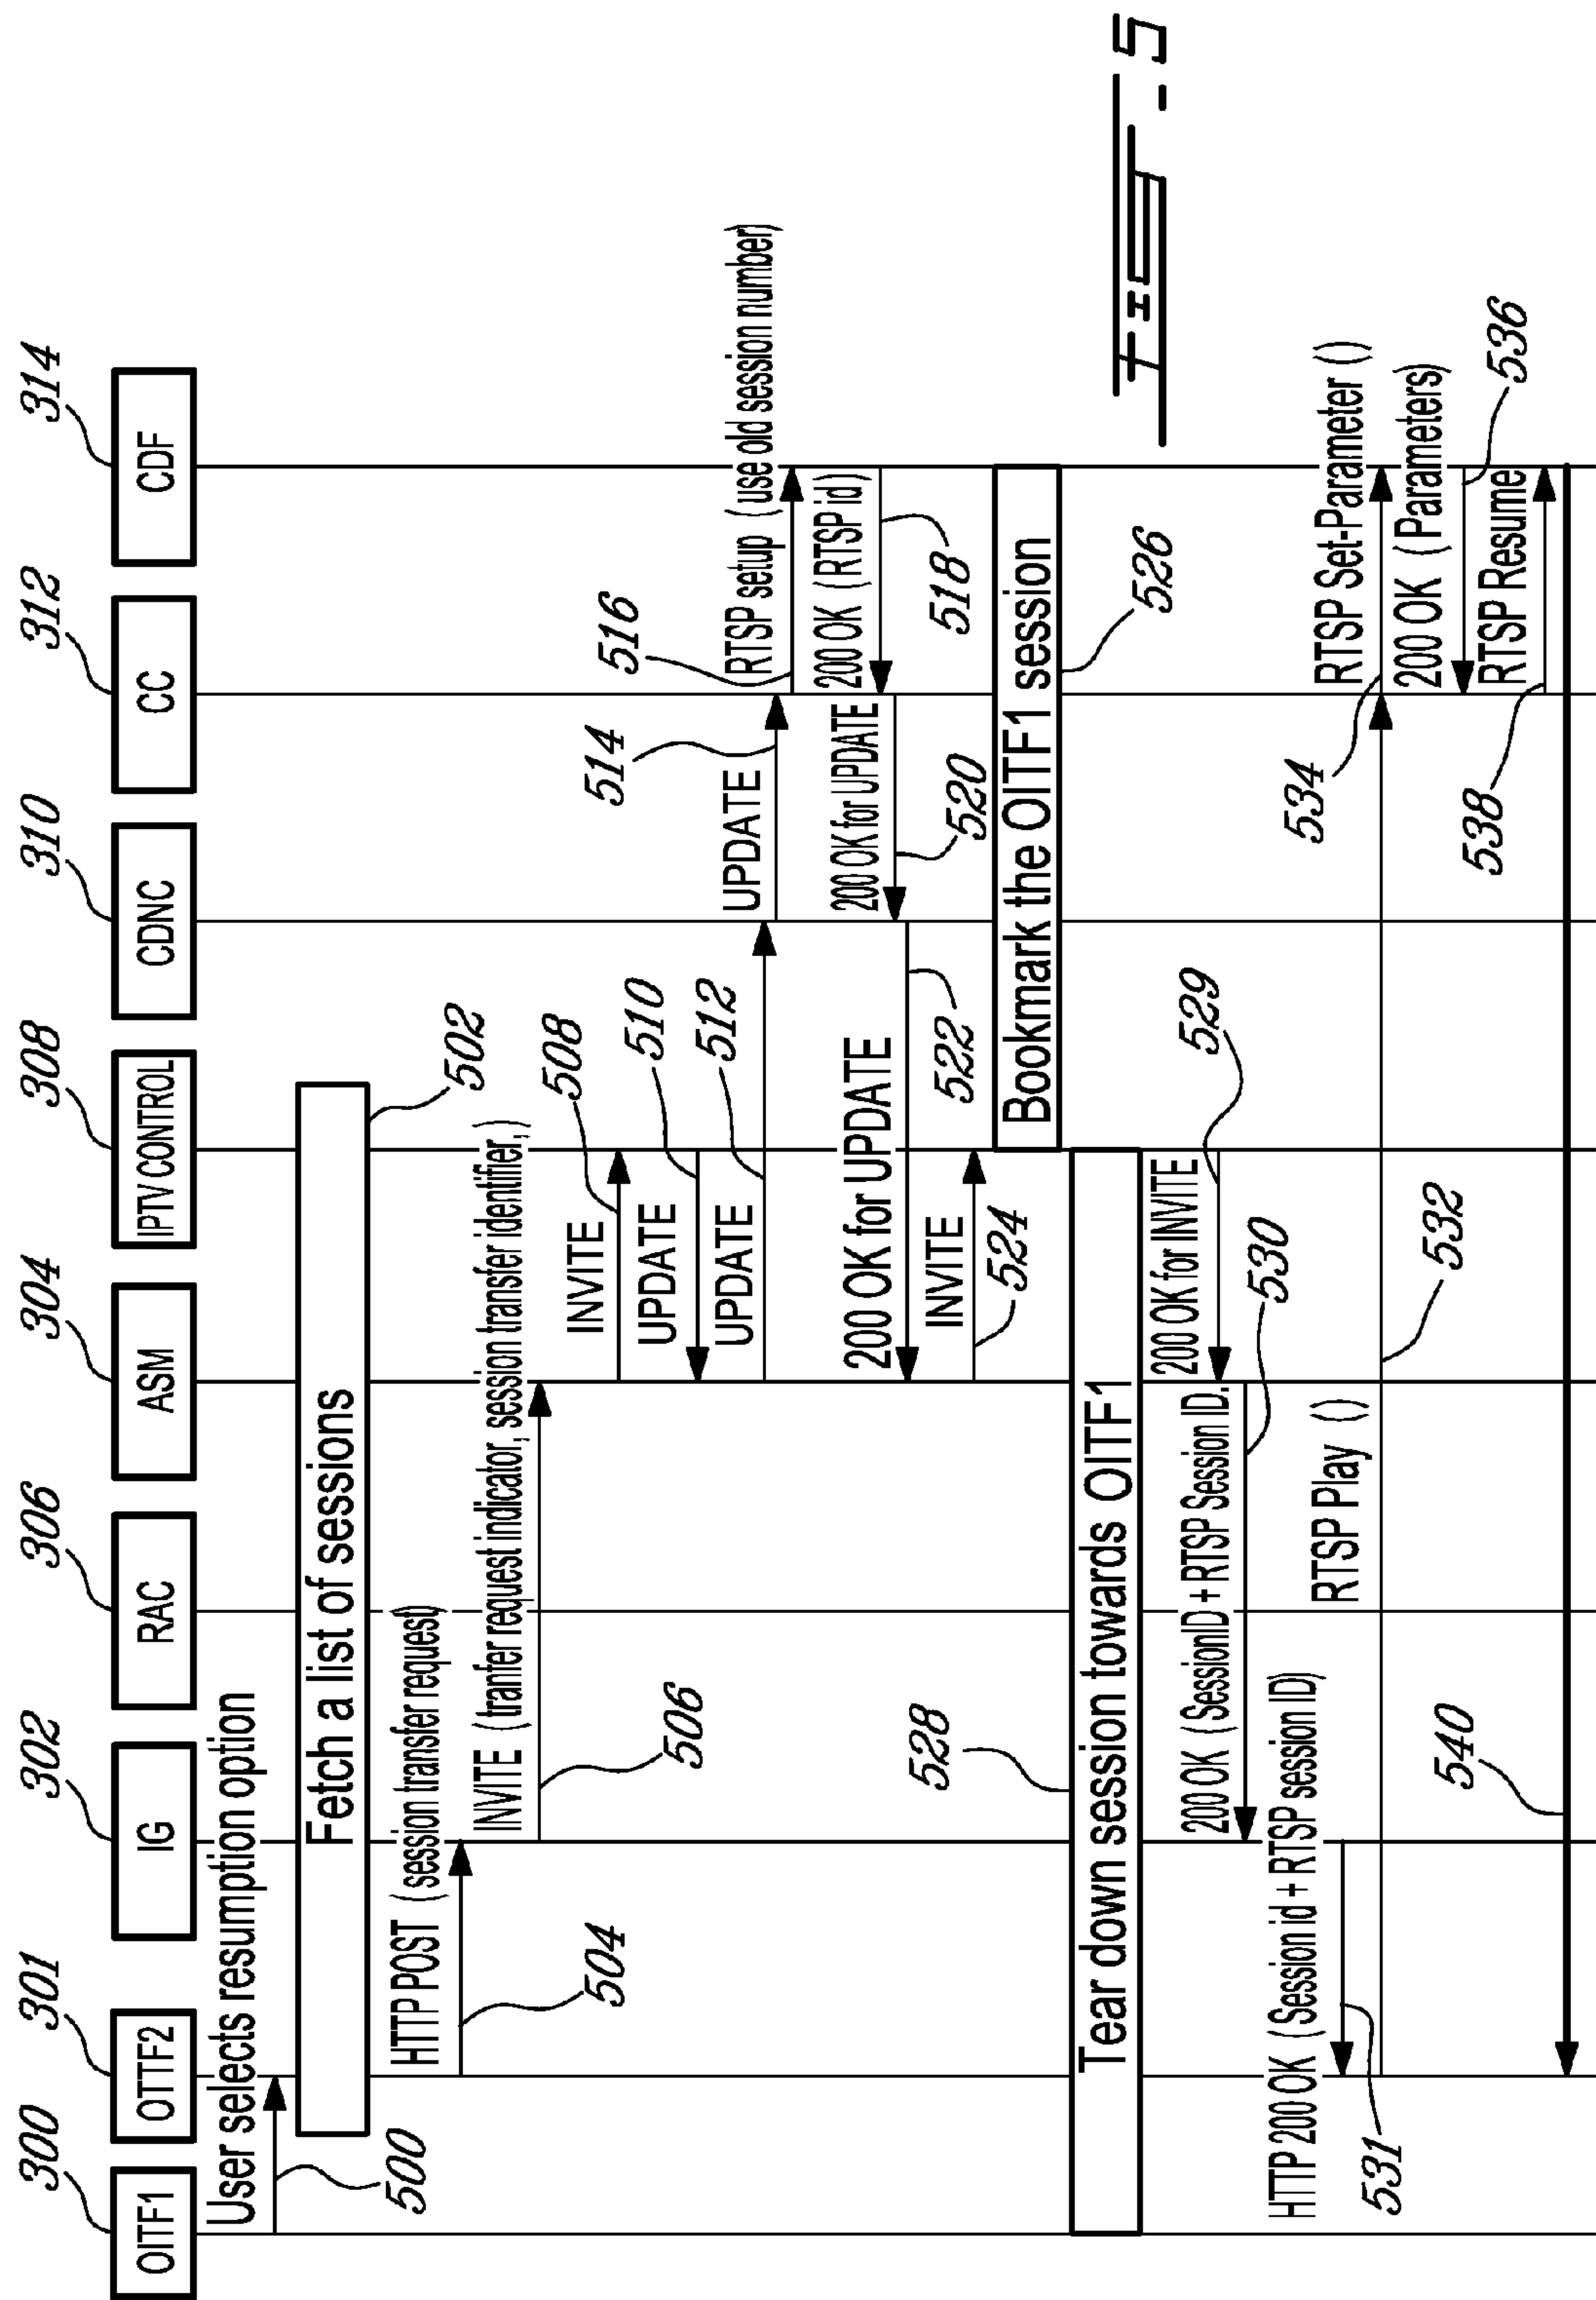 300
301
302
306
304
308
310
312
314
OITF1
OTTF2
IG
RAC
ASM
IPTV CONTROL
CDNC
CC
CDF
User selects resumption option
500
Fetch a list of sessions
502
HTTP POST (session transfer request)
504
INVITE (tranfer request indicator, session transfer identifier,)
506
INVITE
508
UPDATE
510
UPDATE
512
UPDATE
514
RTSP setup (use old session number)
516
200 OK (RTSP id)
518
200 OK for UPDATE
520
200 OK for UPDATE
522
INVITE
524
Bookmark the OITF1 session
526
Tear down session towards OITF1
528
200 OK for INVITE
529
200 OK (SessionID + RTSP Session ID.
530
HTTP 200 OK (Session id + RTSP session ID)
531
RTSP Play ()
532
RTSP Set-Parameter ()
534
200 OK (Parameters)
536
RTSP Resume
538
540
FIG - 5